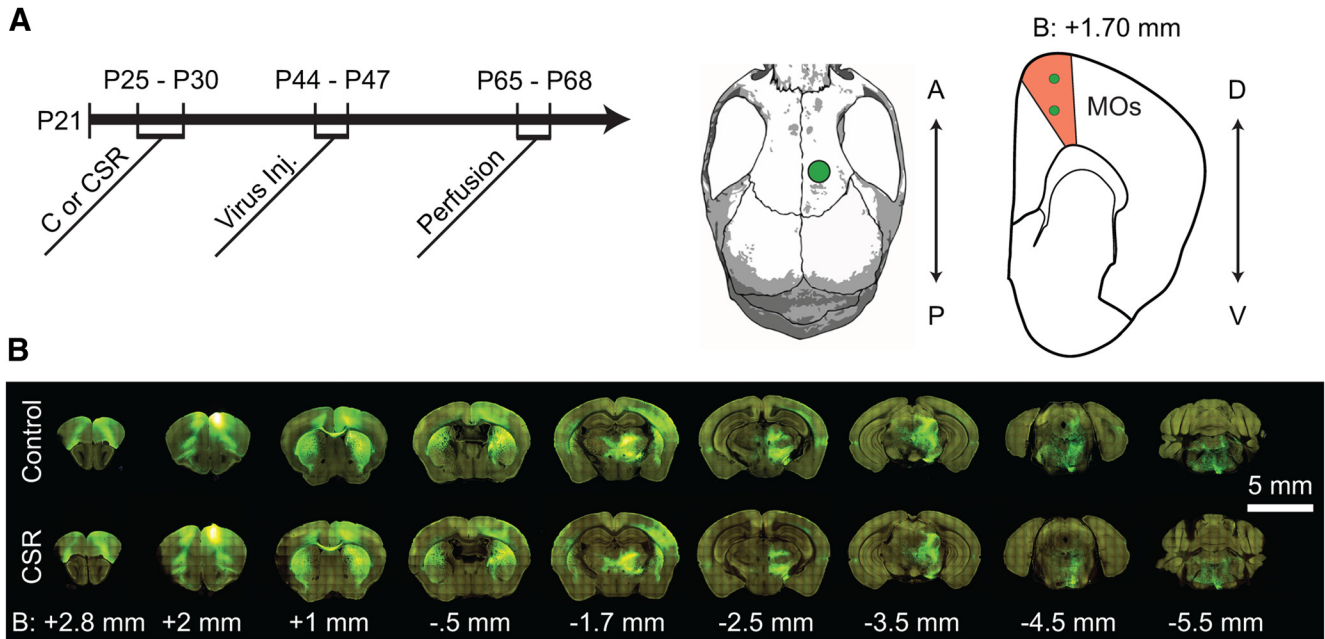 A
P25 - P30
P44 - P47
P65 - P68
P21
C or CSR
Virus Inj.
Perfusion
A
P
B: +1.70 mm
MOs
D
V
B
Control
CSR
5 mm
B: +2.8 mm +2 mm +1 mm -.5 mm -1.7 mm -2.5 mm -3.5 mm -4.5 mm -5.5 mm